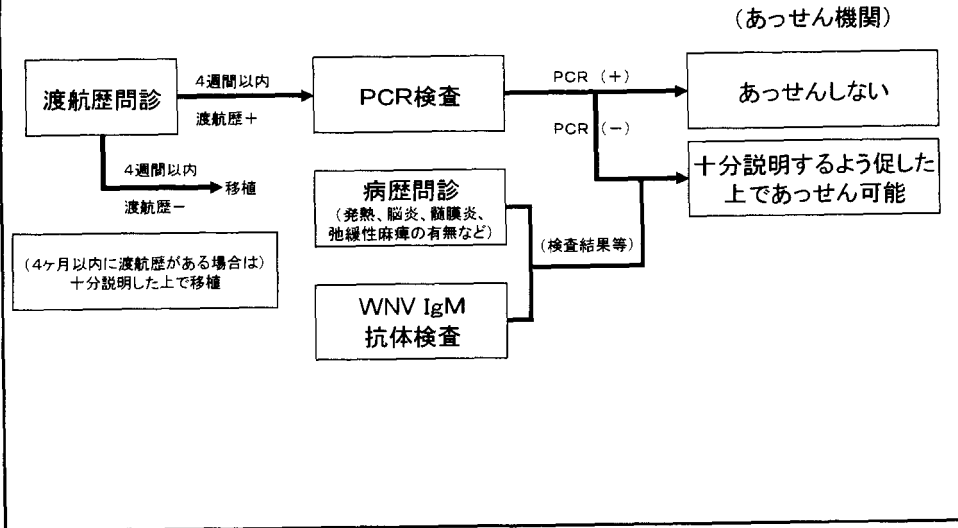 (あっせん機関)
渡航歴問診
4週間以内
渡航歴+
PCR検査
PCR (+)
あっせんしない
PCR (-)
十分説明するよう促した
上であっせん可能
4週間以内
渡航歴-
移植
病歴問診
(発熱、脳炎、髄膜炎、
弛緩性麻痺の有無など)
(検査結果等)
(4ヶ月以内に渡航歴がある場合は)
十分説明した上で移植
WNV IgM
抗体検査